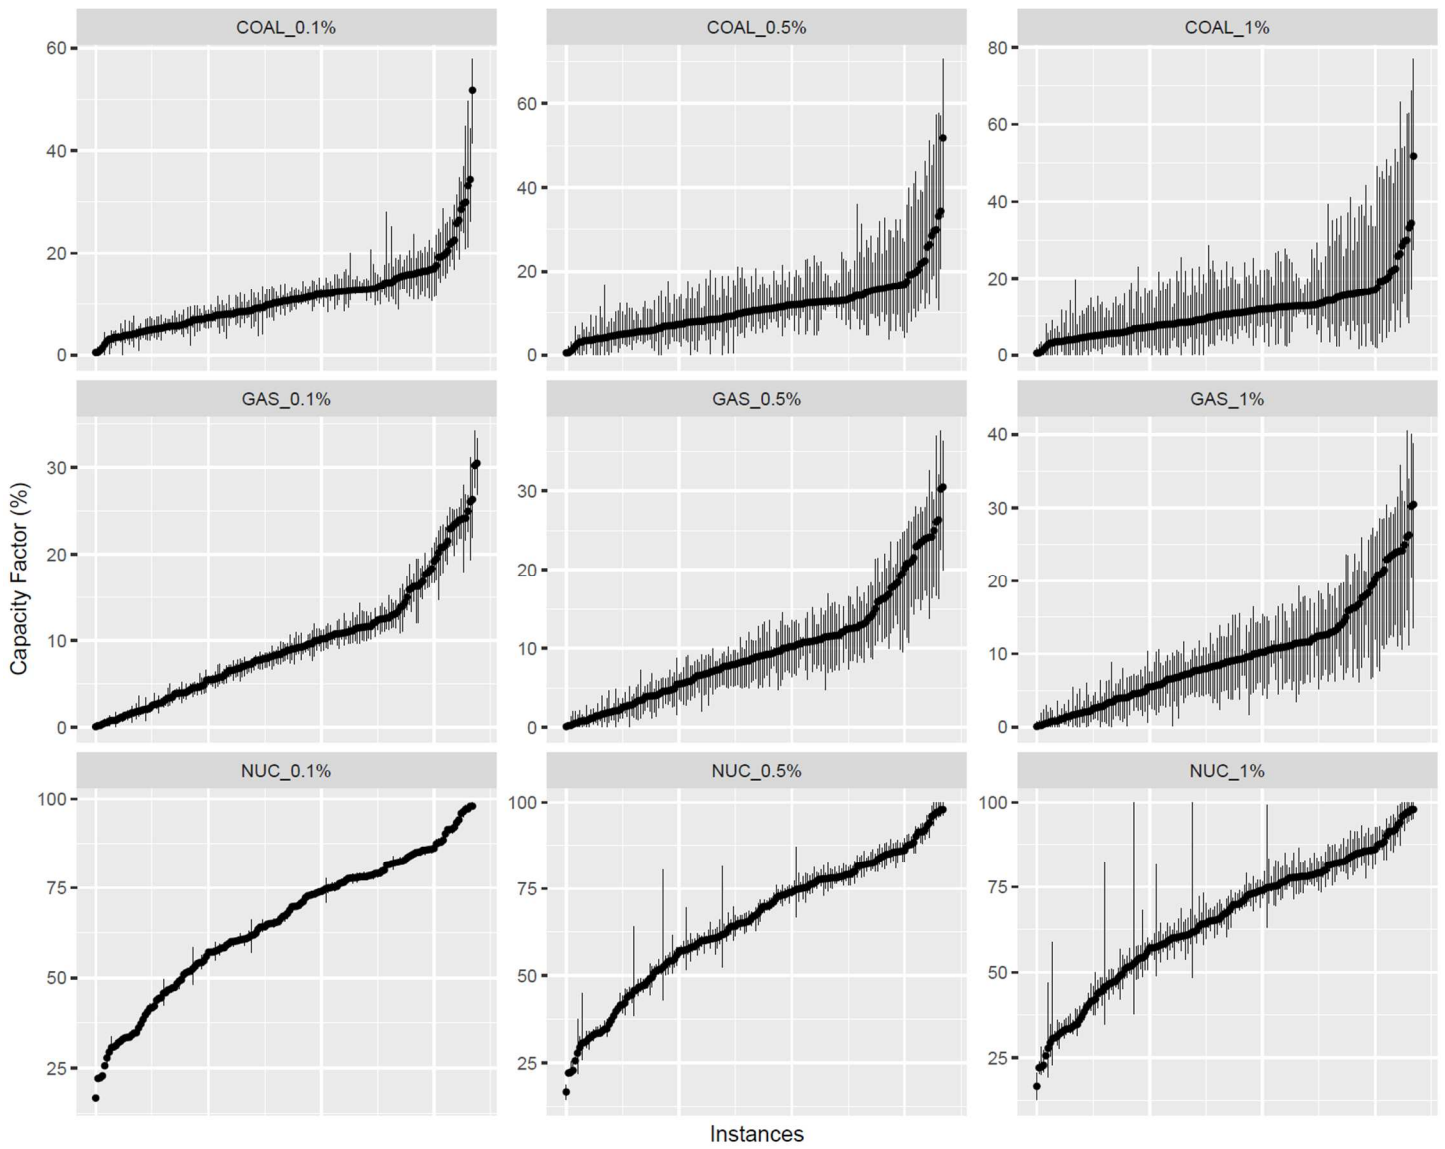 COAL_0.1% COAL_0.5% COAL_1%
60 40 20 0
60 40 20 0
80 60 40 20 0
GAS_0.1% GAS_0.5% GAS_1%
30 20 10 0
30 20 10 0
40 30 20 10 0
NUC_0.1% NUC_0.5% NUC_1%
100 75 50 25
100 75 50 25
100 75 50 25
Capacity Factor (%)
Instances